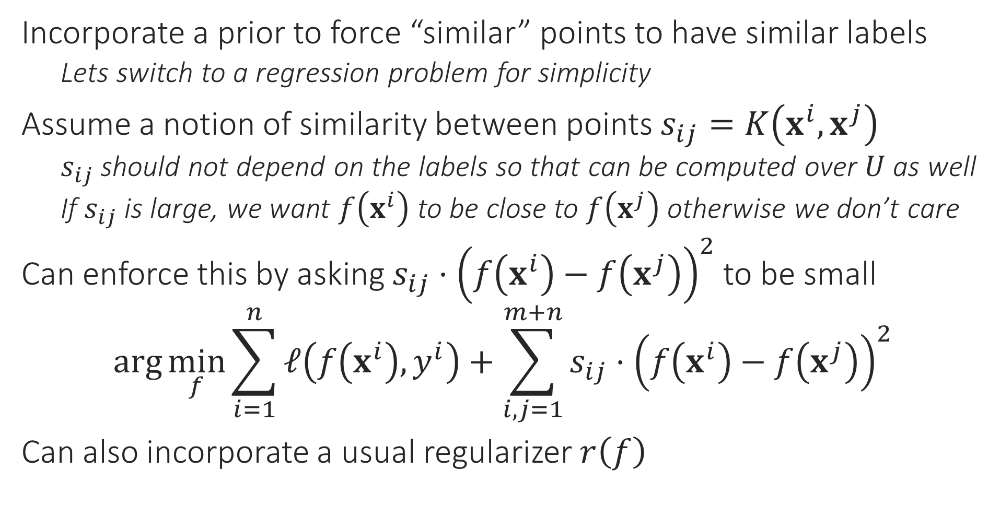 Incorporate a prior to force “similar” points to have similar labels
Lets switch to a regression problem for simplicity
Assume a notion of similarity between points $s_{ij} = K(\mathbf{x}^i, \mathbf{x}^j)$
$s_{ij}$ should not depend on the labels so that can be computed over $U$ as well
If $s_{ij}$ is large, we want $f(\mathbf{x}^i)$ to be close to $f(\mathbf{x}^j)$ otherwise we don’t care
Can enforce this by asking $s_{ij} \cdot \left(f(\mathbf{x}^i) - f(\mathbf{x}^j)\right)^2$ to be small
$\arg\min_f \sum_{i=1}^{n} \ell(f(\mathbf{x}^i), y^i) + \sum_{i,j=1}^{m+n} s_{ij} \cdot \left(f(\mathbf{x}^i) - f(\mathbf{x}^j)\right)^2$
Can also incorporate a usual regularizer $r(f)$